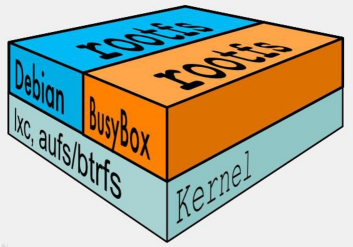 rootfs
rootfs
Debian
BusyBox
lxc, aufs/btrfs
Kernel